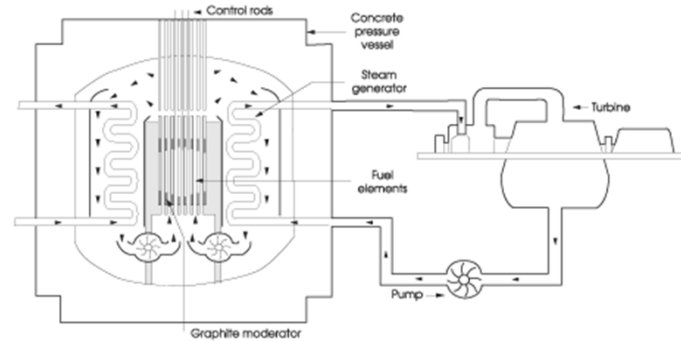 Control rods
Concrete
pressure
vessel
Steam
generator
Turbine
Fuel
elements
Pump
Graphite moderator